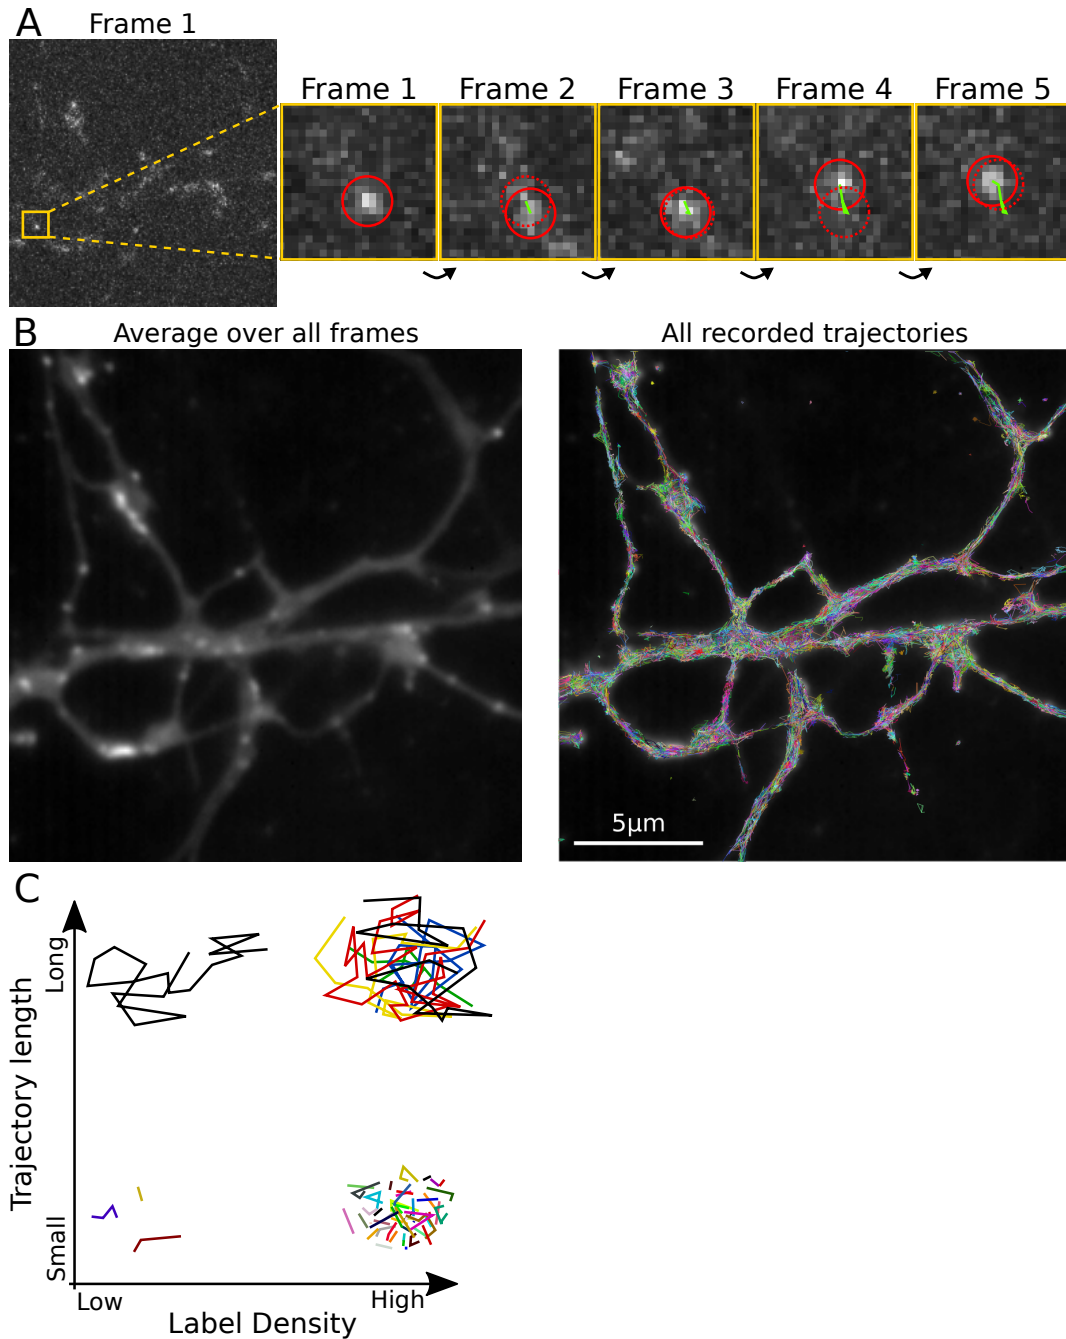 A
Frame 1
Frame 1 Frame 2 Frame 3 Frame 4 Frame 5
B
Average over all frames All recorded trajectories
5µm
C
Trajectory length
Long
Small
Low High
Label Density